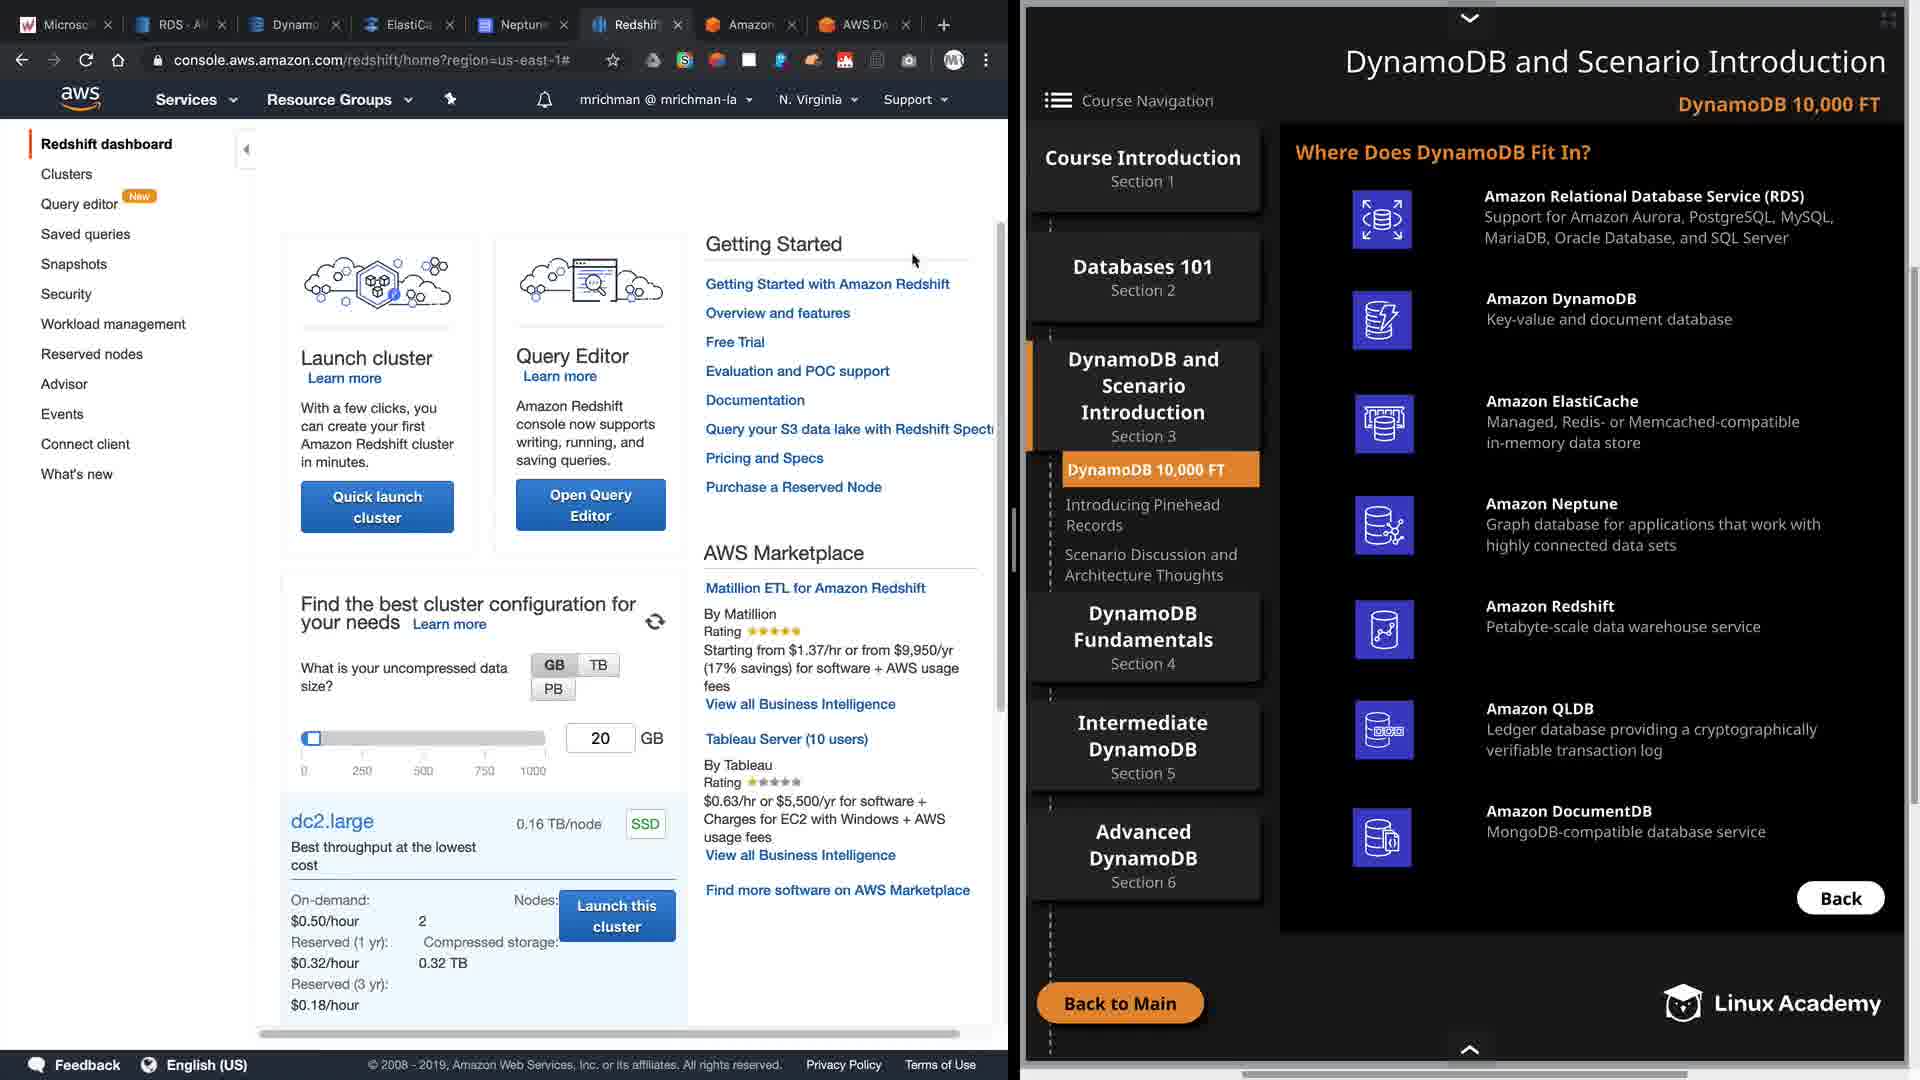 Microsc
RDS - A
Dynamo
ElastiCa
Neptune
Redshift
Amazon
AWS Do
console.aws.amazon.com/redshift/home?region=us-east-1#
aws
Services
Resource Groups
mrichman @ mrichman-la
N. Virginia
Support
Redshift dashboard
Clusters
Query editor New
Saved queries
Snapshots
Security
Workload management
Reserved nodes
Advisor
Events
Connect client
What's new
Launch cluster
Learn more
With a few clicks, you
can create your first
Amazon Redshift cluster
in minutes.
Quick launch
cluster
Query Editor
Learn more
Amazon Redshift
console now supports
writing, running, and
saving queries.
Open Query
Editor
Getting Started
Getting Started with Amazon Redshift
Overview and features
Free Trial
Evaluation and POC support
Documentation
Query your S3 data lake with Redshift Spectr
Pricing and Specs
Purchase a Reserved Node
AWS Marketplace
Matillion ETL for Amazon Redshift
By Matillion
Rating
Starting from $1.37/hr or from $9,950/yr
(17% savings) for software + AWS usage
fees
View all Business Intelligence
Tableau Server (10 users)
By Tableau
Rating
$0.63/hr or $5,500/yr for software +
Charges for EC2 with Windows + AWS
usage fees
View all Business Intelligence
Find more software on AWS Marketplace
Find the best cluster configuration for
your needs Learn more
What is your uncompressed data
size?
GB TB
PB
20 GB
0 250 500 750 1000
dc2.large
0.16 TB/node
SSD
Best throughput at the lowest
cost
On-demand: Nodes:
$0.50/hour 2
Reserved (1 yr): Compressed storage:
$0.32/hour 0.32 TB
Reserved (3 yr):
$0.18/hour
Launch this
cluster
Feedback
English (US)
© 2008 - 2019, Amazon Web Services, Inc. or its affiliates. All rights reserved.
Privacy Policy
Terms of Use
DynamoDB and Scenario Introduction
Course Navigation
DynamoDB 10,000 FT
Course Introduction
Section 1
Databases 101
Section 2
DynamoDB and
Scenario
Introduction
Section 3
DynamoDB 10,000 FT
Introducing Pinehead
Records
Scenario Discussion and
Architecture Thoughts
DynamoDB
Fundamentals
Section 4
Intermediate
DynamoDB
Section 5
Advanced
DynamoDB
Section 6
Back to Main
Where Does DynamoDB Fit In?
Amazon Relational Database Service (RDS)
Support for Amazon Aurora, PostgreSQL, MySQL,
MariaDB, Oracle Database, and SQL Server
Amazon DynamoDB
Key-value and document database
Amazon ElastiCache
Managed, Redis- or Memcached-compatible
in-memory data store
Amazon Neptune
Graph database for applications that work with
highly connected data sets
Amazon Redshift
Petabyte-scale data warehouse service
Amazon QLDB
Ledger database providing a cryptographically
verifiable transaction log
Amazon DocumentDB
MongoDB-compatible database service
Back
Linux Academy